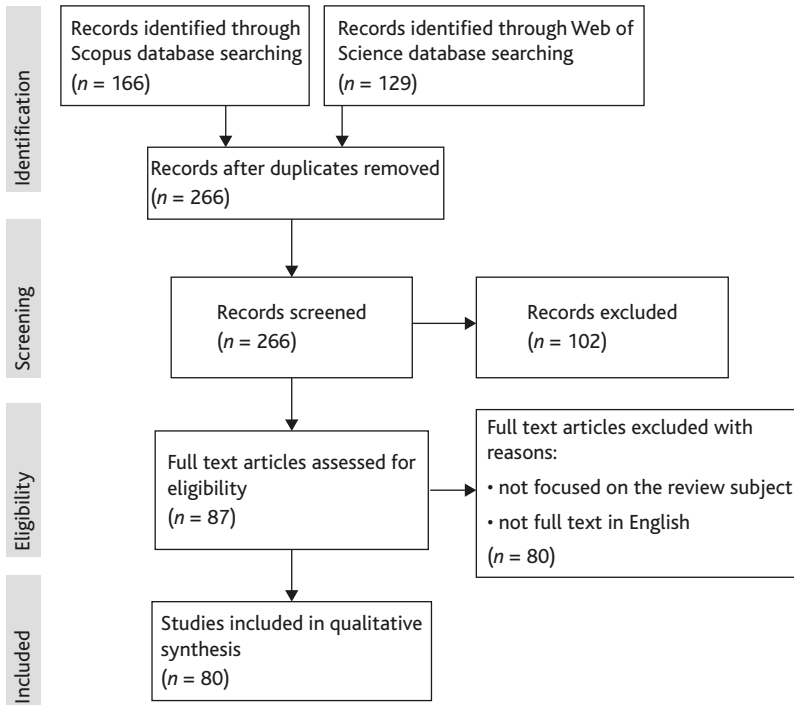 Identification
Records identified through
Scopus database searching
(n = 166)
Records identified through Web of
Science database searching
(n = 129)
Records after duplicates removed
(n = 266)
Screening
Records screened
(n = 266)
Records excluded
(n = 102)
Eligibility
Full text articles assessed for
eligibility
(n = 87)
Full text articles excluded with
reasons:
• not focused on the review subject
• not full text in English
(n = 80)
Included
Studies included in qualitative
synthesis
(n = 80)